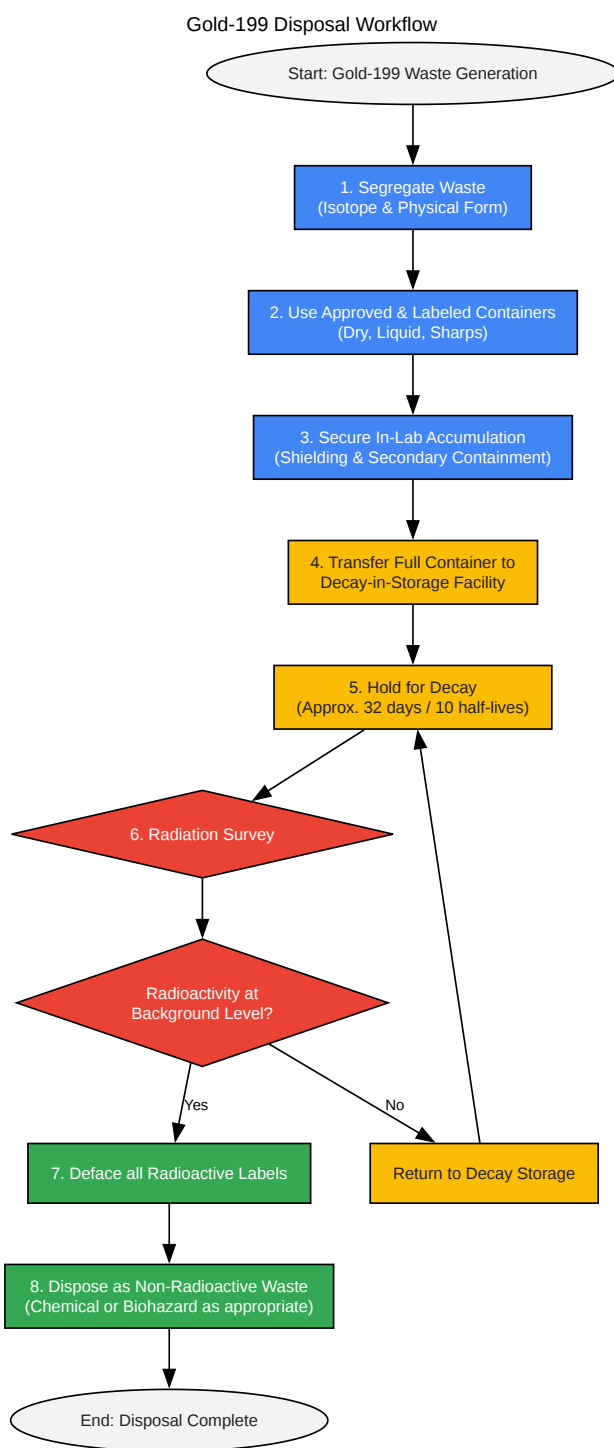 Gold-199 Disposal Workflow
Start: Gold-199 Waste Generation
1. Segregate Waste
(Isotope & Physical Form)
2. Use Approved & Labeled Containers
(Dry, Liquid, Sharps)
3. Secure In-Lab Accumulation
(Shielding & Secondary Containment)
4. Transfer Full Container to
Decay-in-Storage Facility
5. Hold for Decay
(Approx. 32 days / 10 half-lives)
6. Radiation Survey
Radioactivity at
Background Level?
Yes
No
7. Deface all Radioactive Labels
Return to Decay Storage
8. Dispose as Non-Radioactive Waste
(Chemical or Biohazard as appropriate)
End: Disposal Complete